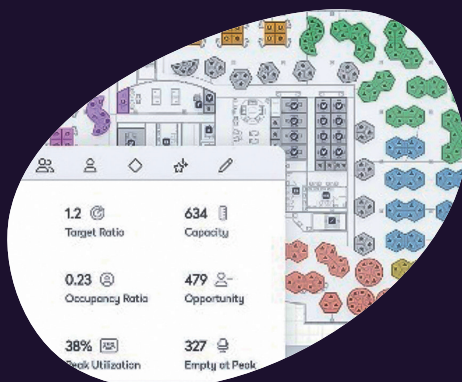 1.2 634
Target Ratio Capacity
0.23 479
Occupancy Ratio Opportunity
38% 327
Peak Utilization Empty at Peak